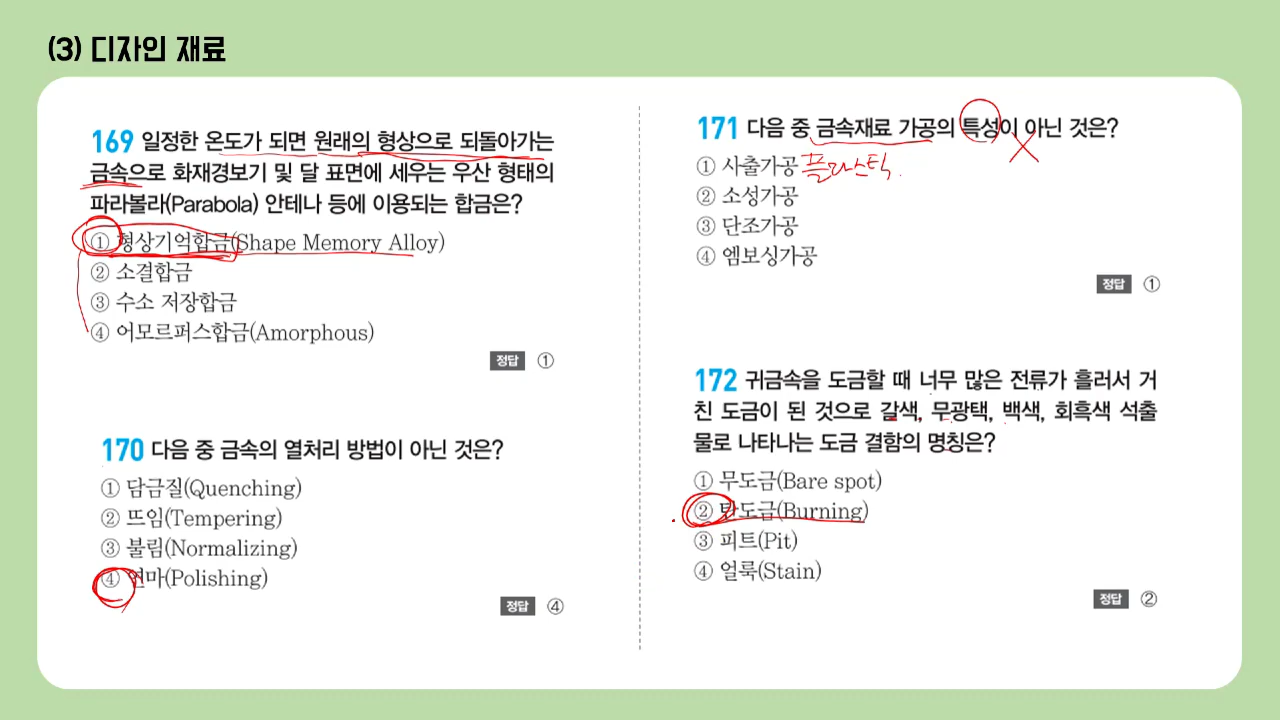 (3) 디자인 재료
169 일정한 온도가 되면 원래의 형상으로 되돌아가는
금속으로 화재경보기 및 달 표면에 세우는 우산 형태의
파라볼라(Parabola) 안테나 등에 이용되는 합금은?
① 형상기억합금(Shape Memory Alloy)
② 소결합금
③ 수소 저장합금
④ 어모르퍼스합금(Amorphous)
정답 ①
170 다음 중 금속의 열처리 방법이 아닌 것은?
① 담금질(Quenching)
② 뜨임(Tempering)
③ 불림(Normalizing)
④ 연마(Polishing)
정답 ④
171 다음 중 금속재료 가공의 특성이 아닌 것은?
① 사출가공 플라스틱.
② 소성가공
③ 단조가공
④ 엠보싱가공
정답 ①
172 귀금속을 도금할 때 너무 많은 전류가 흘러서 거
친 도금이 된 것으로 갈색, 무광택, 백색, 회흑색 석출
물로 나타나는 도금 결함의 명칭은?
① 무도금(Bare spot)
② 탄도금(Burning)
③ 피트(Pit)
④ 얼룩(Stain)
정답 ②